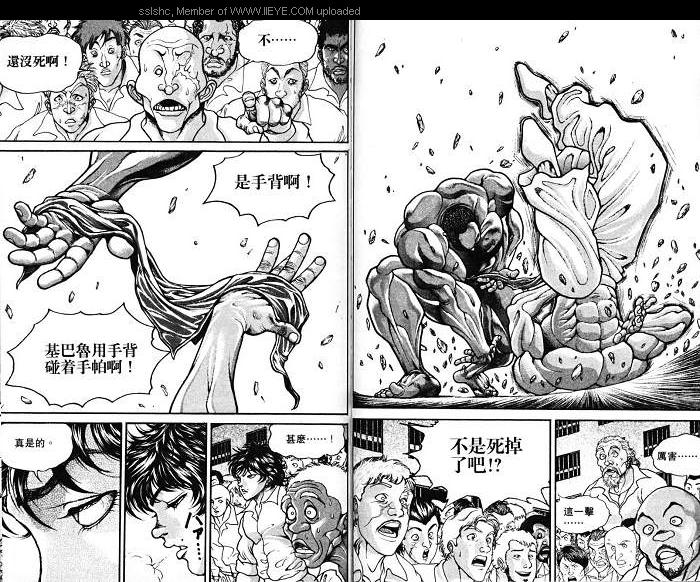 sslshc, Member of WWW.IIEYE.COM uploaded
厲害……
這一擊
……
不是死掉
了吧!?
不……
還沒死啊！
是手背啊！
基巴魯用手背
碰着手帕啊！
甚麽……！
ハァ…
真是的。